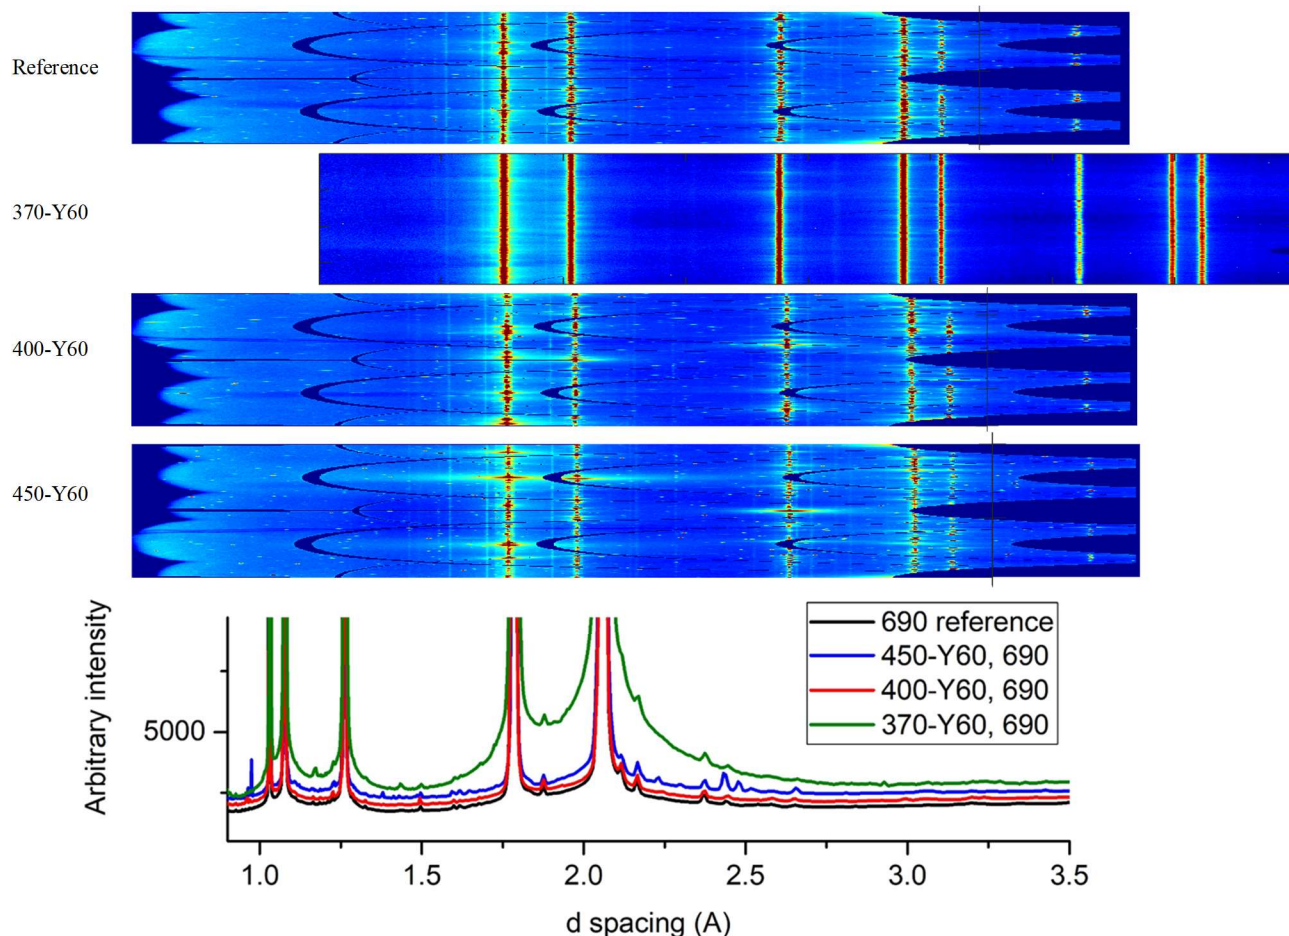 Reference
370-Y60
400-Y60
450-Y60
Arbitrary intensity
5000
690 reference
450-Y60, 690
400-Y60, 690
370-Y60, 690
1.0 1.5 2.0 2.5 3.0 3.5
d spacing (A)